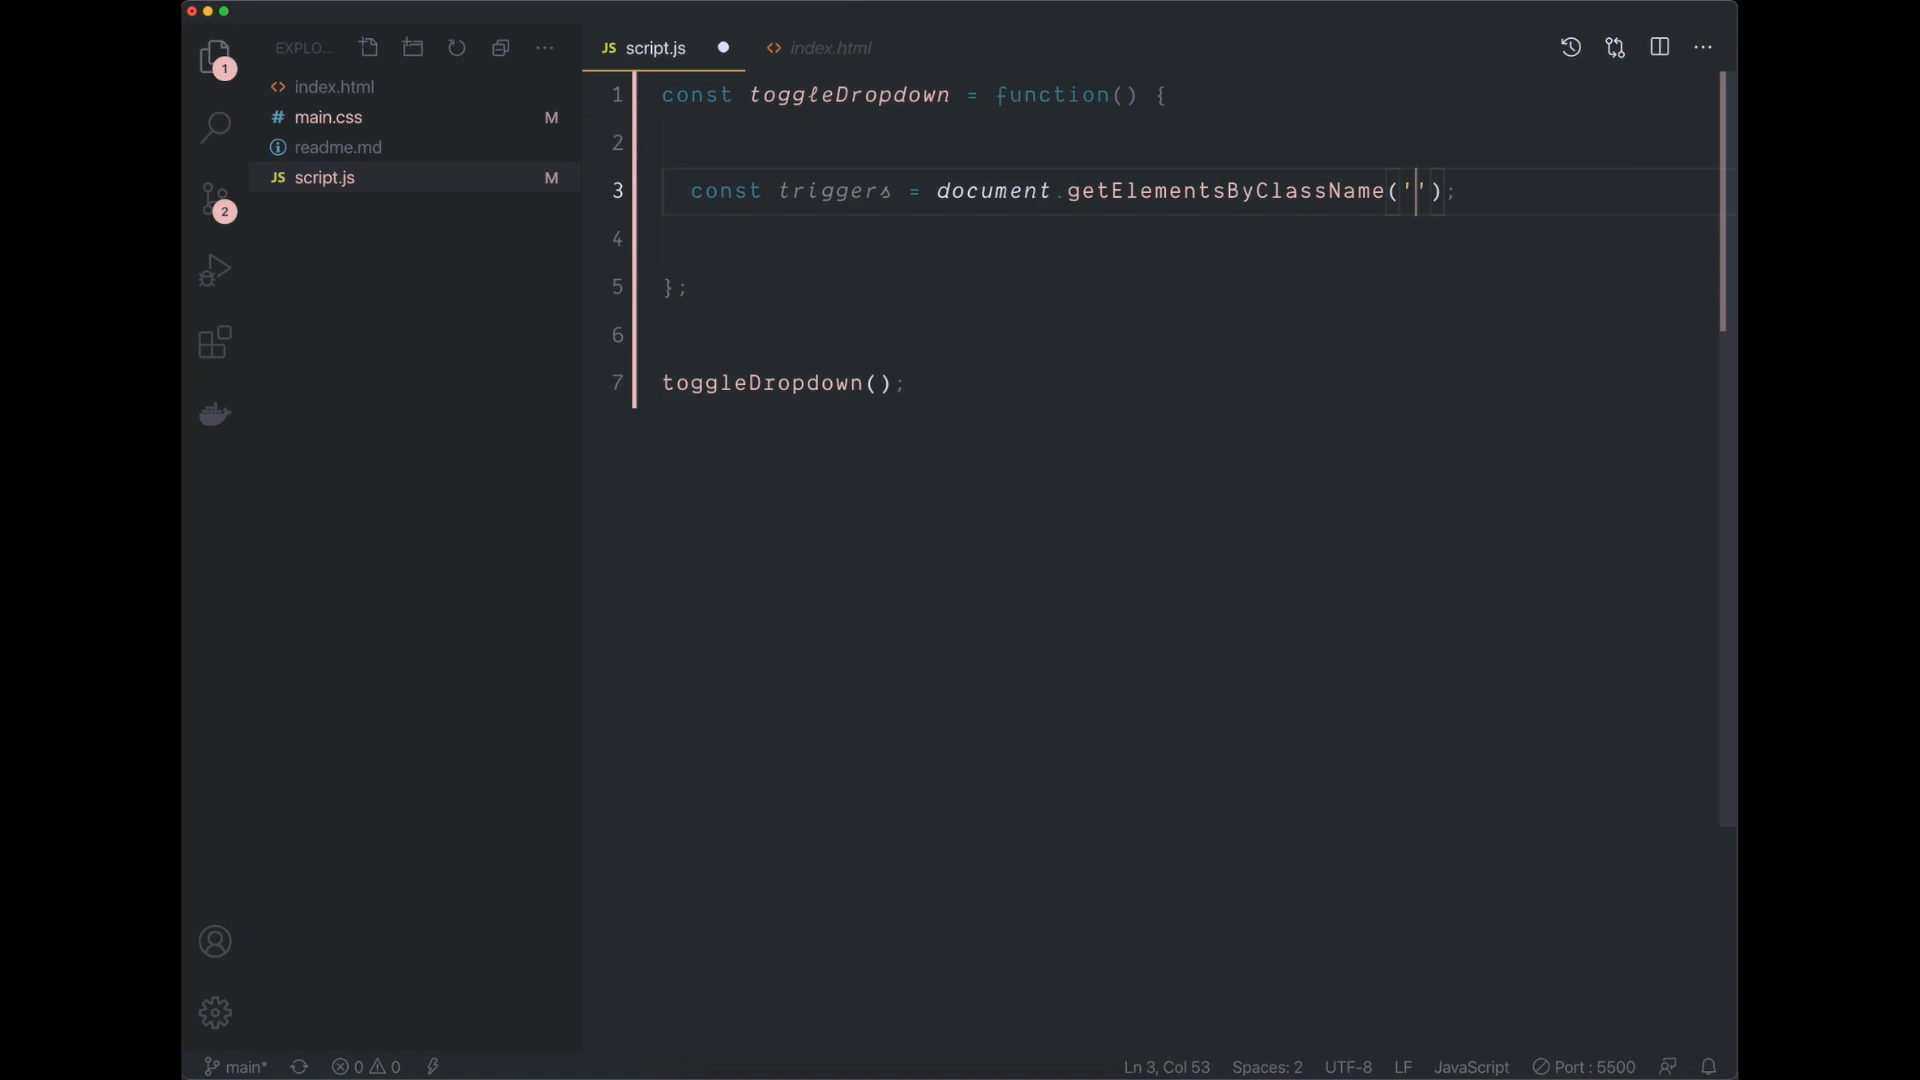 EXPLO...
index.html
main.css M
readme.md
JS script.js M
1
2
JS script.js
index.html
1 const toggleDropdown = function() {
2
3 const triggers = document.getElementsByClassName('');
4
5 };
6
7 toggleDropdown();
main* 0 0 Ln 3, Col 53 Spaces: 2 UTF-8 LF JavaScript Port : 5500